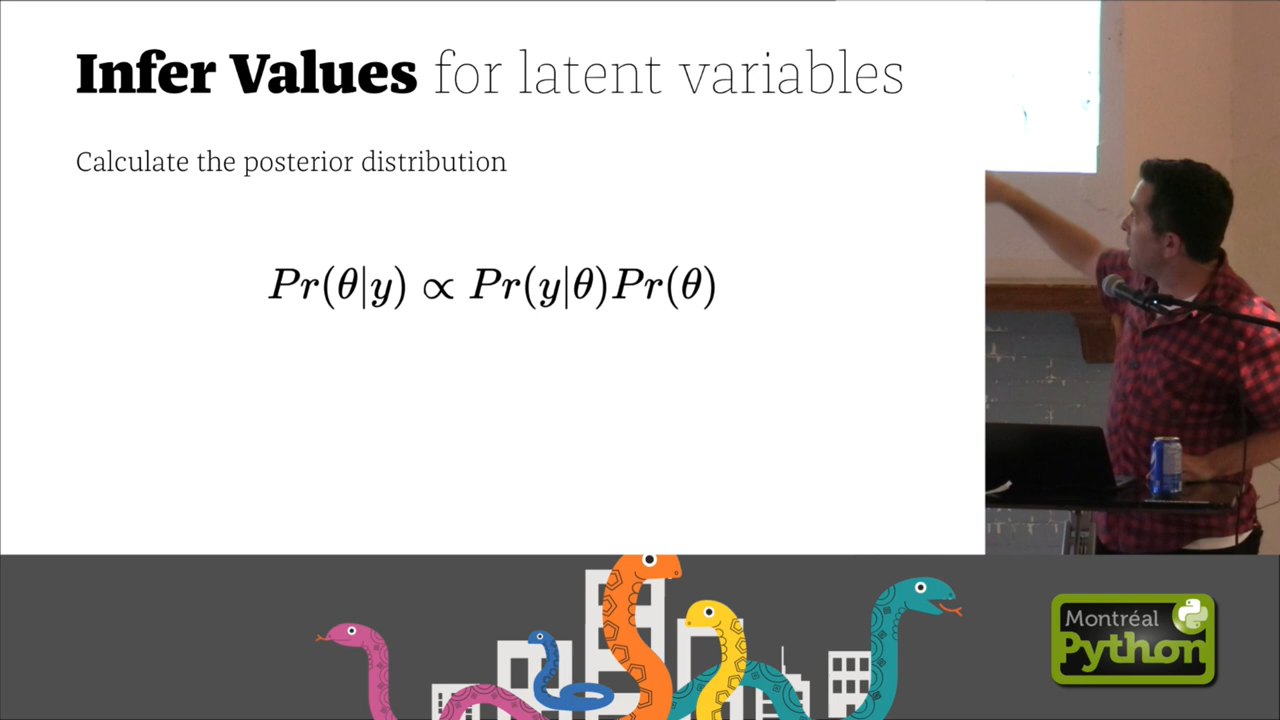 Infer Values for latent variables
Calculate the posterior distribution
Pr(θ|y) ∝ Pr(y|θ)Pr(θ)
Montréal
Python